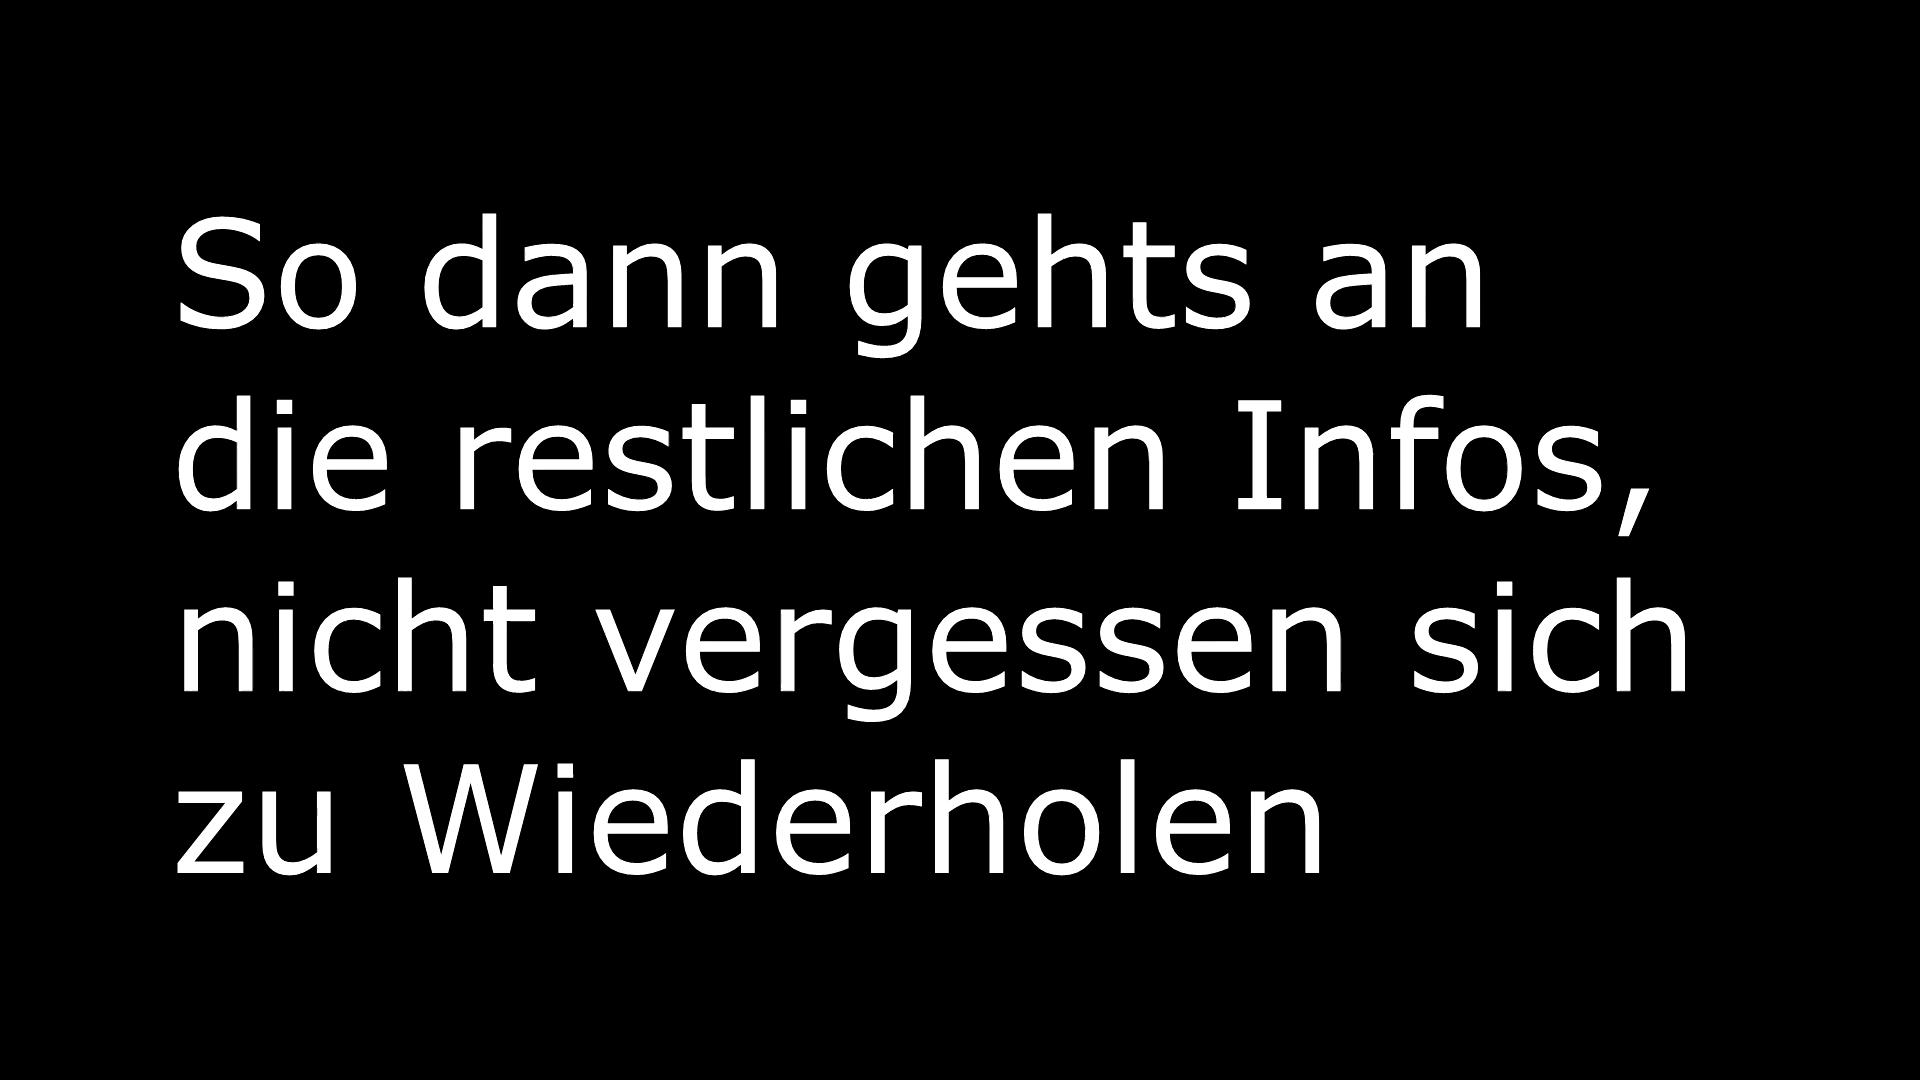 So dann gehts an
die restlichen Infos,
nicht vergessen sich
zu Wiederholen